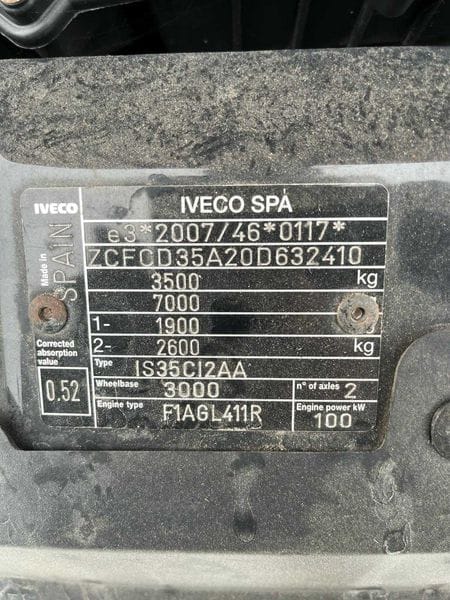 IVECO
IVECO SPA
Made in
SPAIN
e3*2007/46*0117*
ZCFCD35A20D632410
3500 kg
7000
1- 1900
2- 2600 kg
Corrected
absorption
value
0.52
Type IS35CI2AA
Wheelbase 3000 n° of axles 2
Engine type F1AGL411R Engine power kW
100